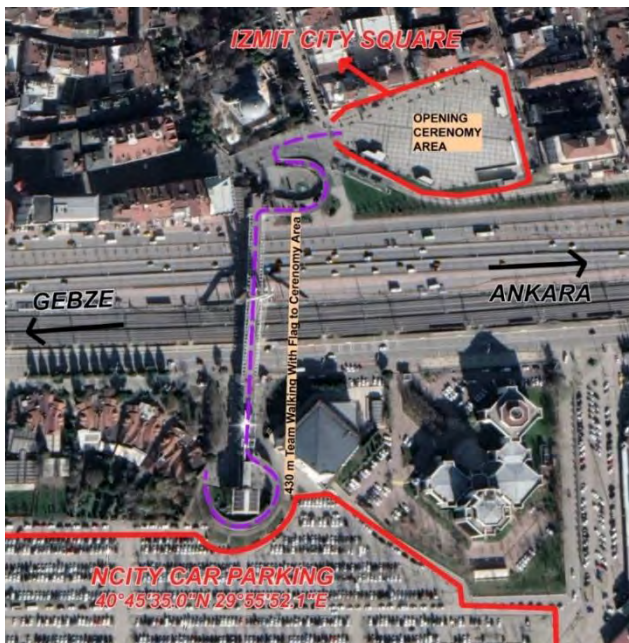 IZMIT CITY SQUARE
OPENING
CERENOMY
AREA
GEBZE
ANKARA
430 m Team Walking With Flag to Cerenomy Area
NCITY CAR PARKING
40°45'35.0"N 29°55'52.1"E